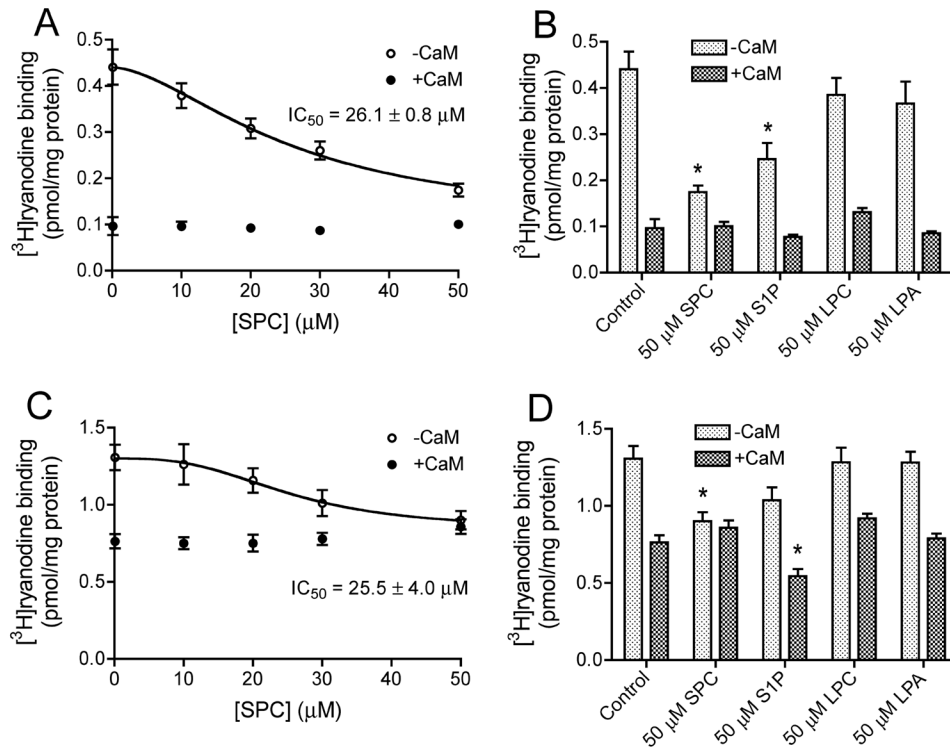 A
[³H]ryanodine binding
(pmol/mg protein)
0.5
0.4
0.3
0.2
0.1
0.0
-CaM
+CaM
IC₅₀ = 26.1 ± 0.8 μM
0 10 20 30 40 50
[SPC] (μM)
B
[³H]ryanodine binding
(pmol/mg protein)
0.5
0.4
0.3
0.2
0.1
0.0
-CaM
+CaM
*
*
Control
50 μM SPC
50 μM S1P
50 μM LPC
50 μM LPA
C
[³H]ryanodine binding
(pmol/mg protein)
1.5
1.0
0.5
0.0
-CaM
+CaM
IC₅₀ = 25.5 ± 4.0 μM
0 10 20 30 40 50
[SPC] (μM)
D
[³H]ryanodine binding
(pmol/mg protein)
1.5
1.0
0.5
0.0
-CaM
+CaM
*
*
Control
50 μM SPC
50 μM S1P
50 μM LPC
50 μM LPA